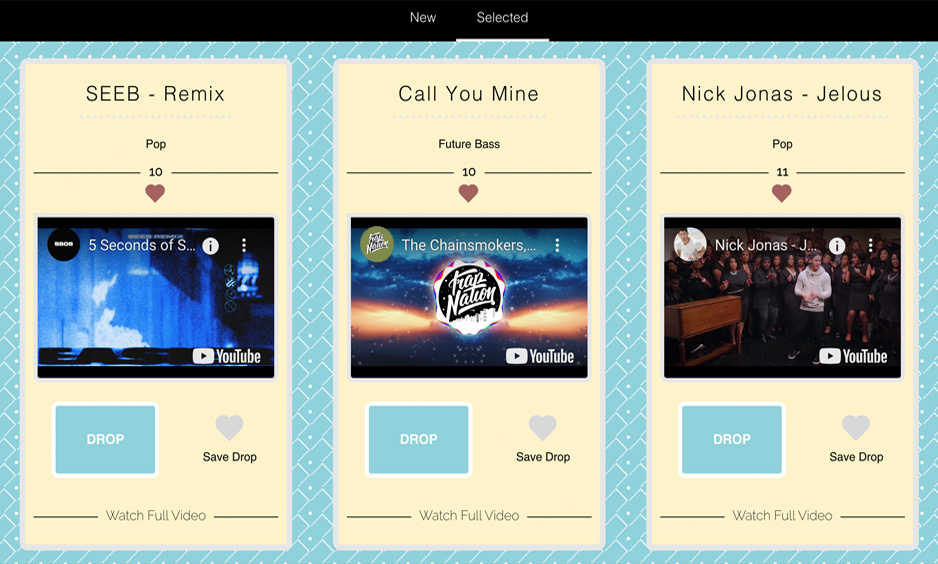 New
Selected
SEEB - Remix
Pop
10
5SOS
SEEB REMIX
5 Seconds of S...
YouTube
DROP
Save Drop
Watch Full Video
Call You Mine
Future Bass
10
Trap Nation
The Chainsmokers,...
Trap
Nation
YouTube
DROP
Save Drop
Watch Full Video
Nick Jonas - Jelous
Pop
11
Nick Jonas - J...
YouTube
DROP
Save Drop
Watch Full Video